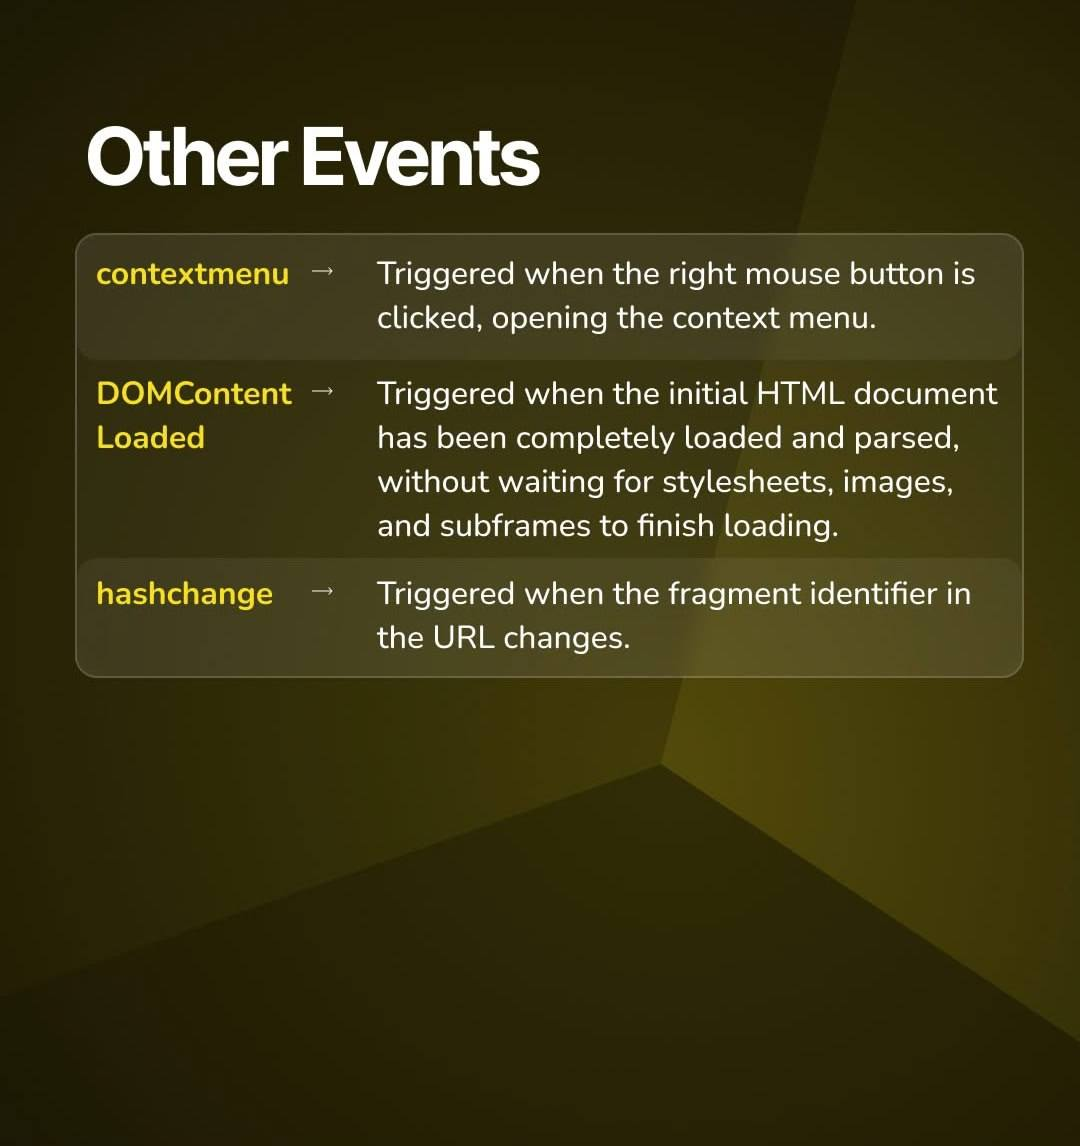 Other Events
contextmenu → Triggered when the right mouse button is
clicked, opening the context menu.
DOMContent → Triggered when the initial HTML document
Loaded has been completely loaded and parsed,
without waiting for stylesheets, images,
and subframes to finish loading.
hashchange → Triggered when the fragment identifier in
the URL changes.